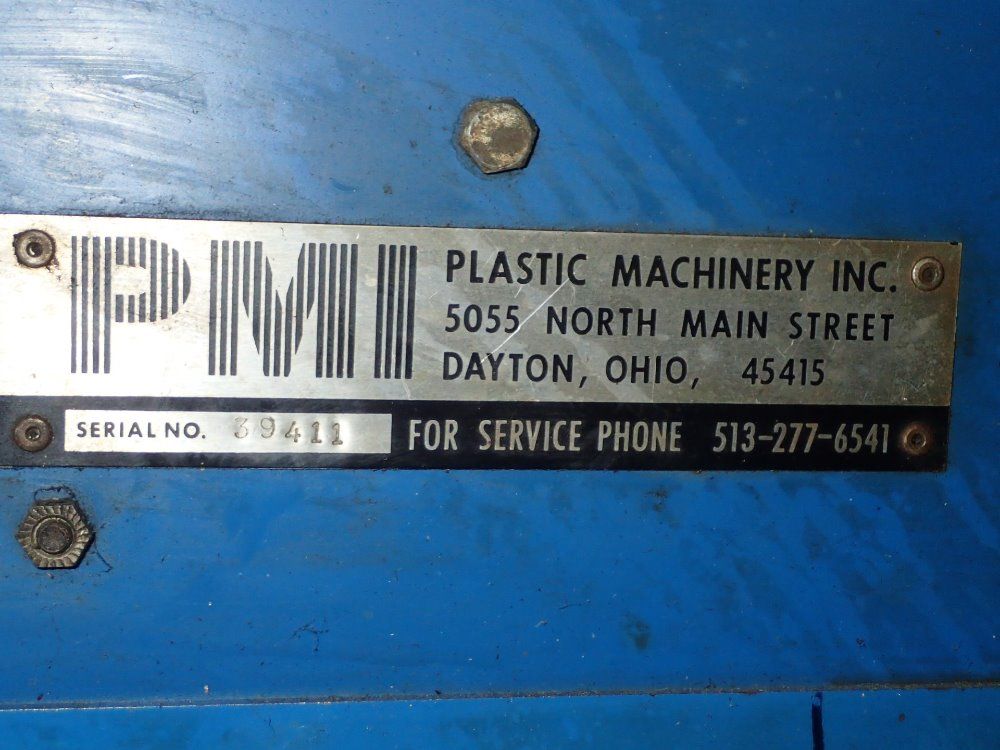 PMI
PLASTIC MACHINERY INC.
5055 NORTH MAIN STREET
DAYTON, OHIO, 45415
SERIAL NO. 39411
FOR SERVICE PHONE 513-277-6541